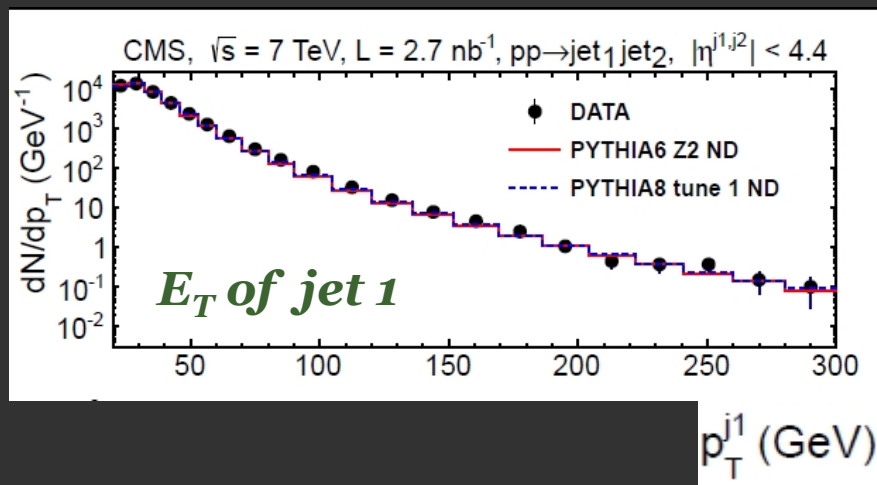 CMS, √s = 7 TeV, L = 2.7 nb⁻¹, pp→jet₁jet₂, |η^{j1,j2}| < 4.4
dN/dp_T (GeV⁻¹)
10⁴
10³
10²
10
1
10⁻¹
10⁻²
DATA
PYTHIA6 Z2 ND
PYTHIA8 tune 1 ND
E_T of jet 1
50 100 150 200 250 300
p_T^{j1} (GeV)